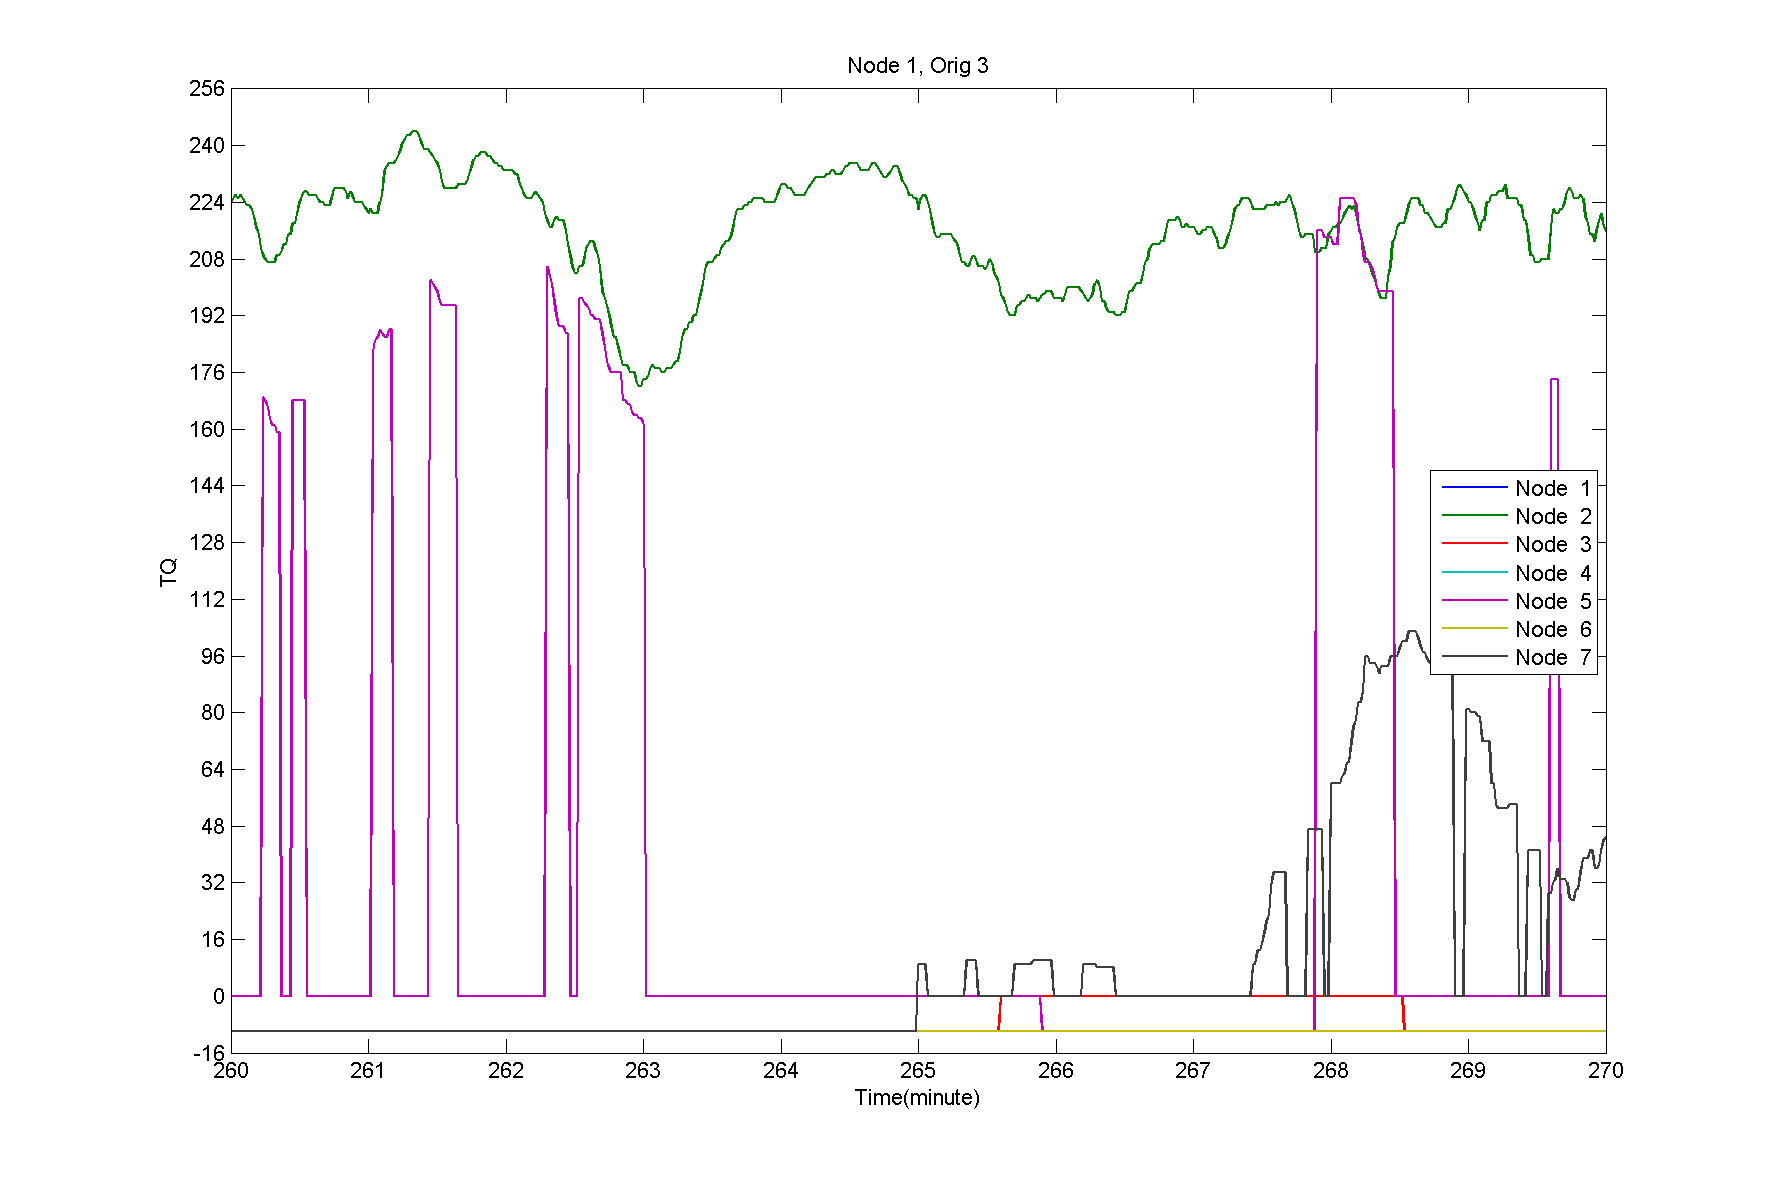 Node 1, Orig 3
256
240
224
208
192
176
160
144
128
112
96
80
64
48
32
16
0
-16
TQ
Node 1
Node 2
Node 3
Node 4
Node 5
Node 6
Node 7
260 261 262 263 264 265 266 267 268 269 270
Time(minute)